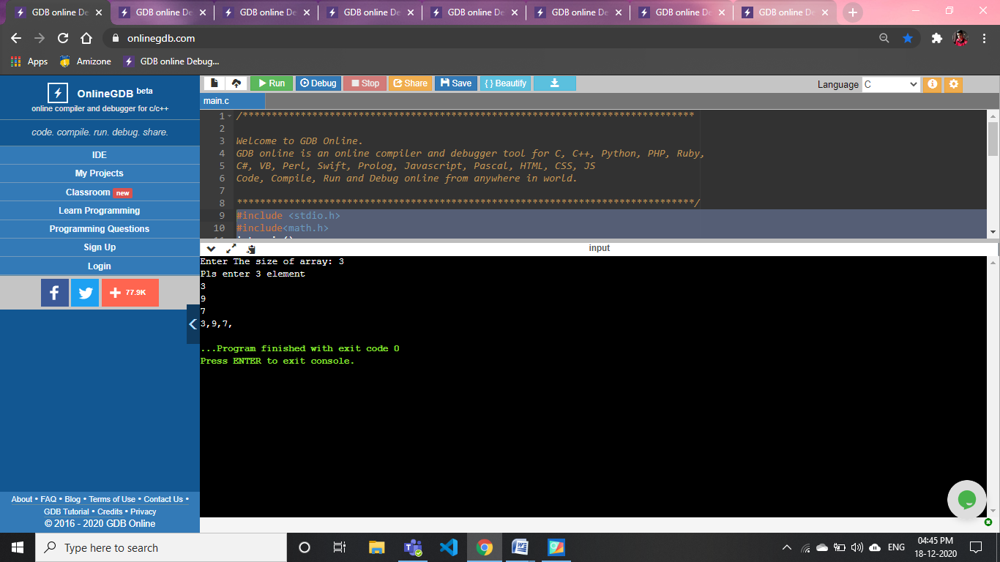 GDB online De GDB online De GDB online De GDB online De GDB online De GDB online De GDB online De GDB online De
onlinegdb.com
Apps Amizone GDB online Debug...
OnlineGDB beta
online compiler and debugger for c/c++
code. compile. run. debug. share.
IDE
My Projects
Classroom new
Learn Programming
Programming Questions
Sign Up
Login
f + 77.9K
About • FAQ • Blog • Terms of Use • Contact Us •
GDB Tutorial • Credits • Privacy
© 2016 - 2020 GDB Online
Run Debug Stop Share Save { } Beautify
Language C
main.c
1 /******************************************************************************
2
3 Welcome to GDB Online.
4 GDB online is an online compiler and debugger tool for C, C++, Python, PHP, Ruby,
5 C#, VB, Perl, Swift, Prolog, Javascript, Pascal, HTML, CSS, JS
6 Code, Compile, Run and Debug online from anywhere in world.
7
8 *******************************************************************************/
9 #include <stdio.h>
10 #include<math.h>
input
Enter The size of array: 3
Pls enter 3 element
3
9
7
3,9,7,
...Program finished with exit code 0
Press ENTER to exit console.
Type here to search
ENG
04:45 PM
18-12-2020